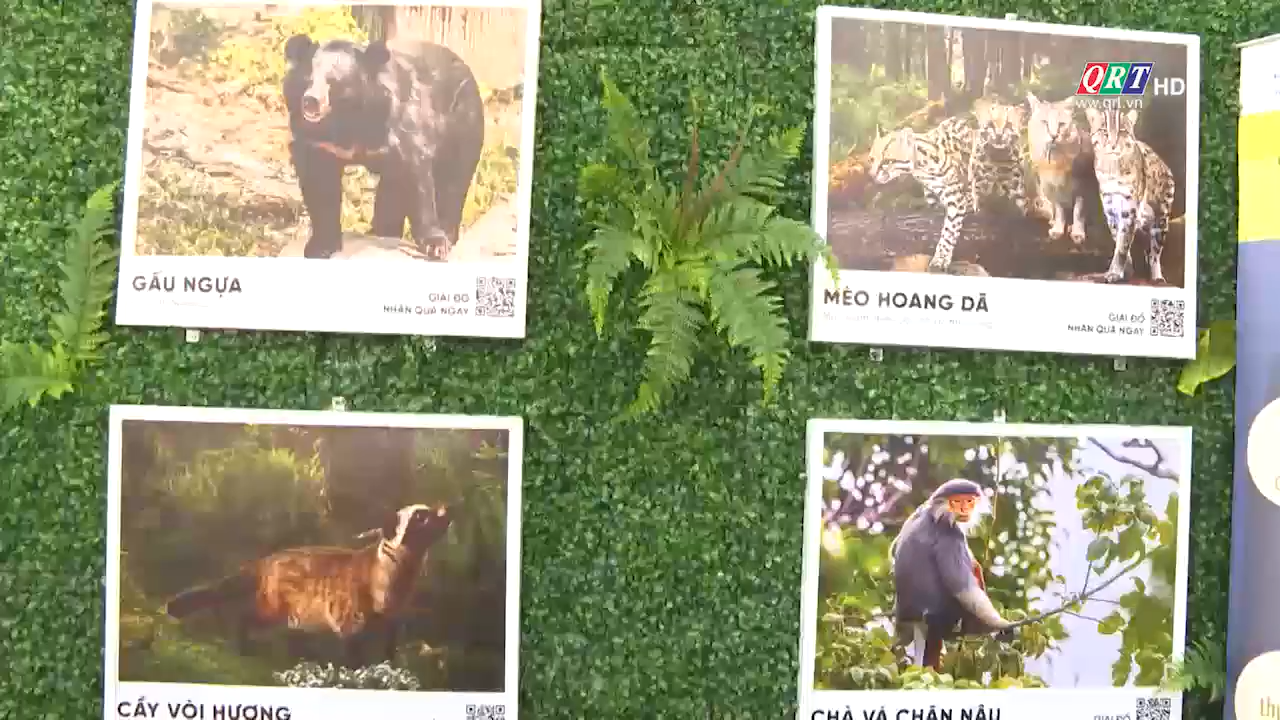 QRT HD
ww.qrt.vn
GẤU NGỰA
GIẢI ĐỐ
NHẬN QUÀ NGAY
MÈO HOANG DÃ
GIẢI ĐỐ
NHẬN QUÀ NGAY
CẦY VÒI HƯƠNG
CHÀ VÁ CHÂN NÂU
GIẢI ĐỐ